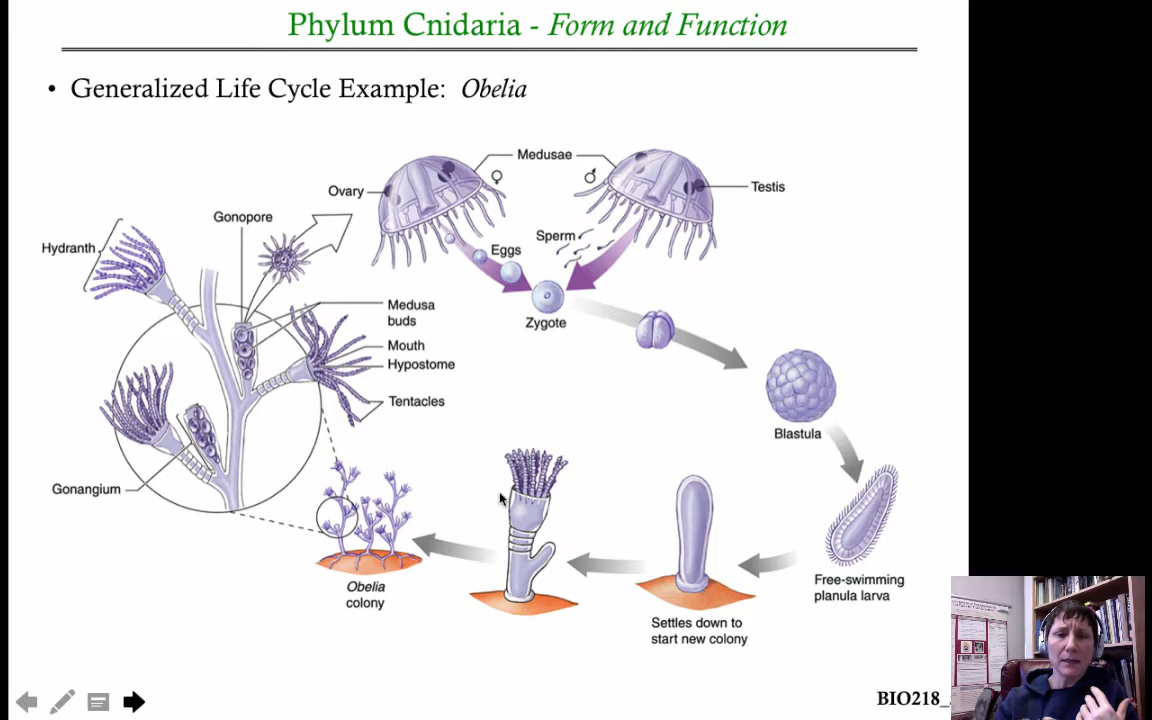 Phylum Cnidaria - Form and Function
• Generalized Life Cycle Example: Obelia
Medusae
♀
♂
Ovary
Testis
Gonopore
Sperm
Hydranth
Eggs
Medusa
buds
Zygote
Mouth
Hypostome
Tentacles
Blastula
Gonangium
Obelia
colony
Free-swimming
planula larva
Settles down to
start new colony
BIO218_